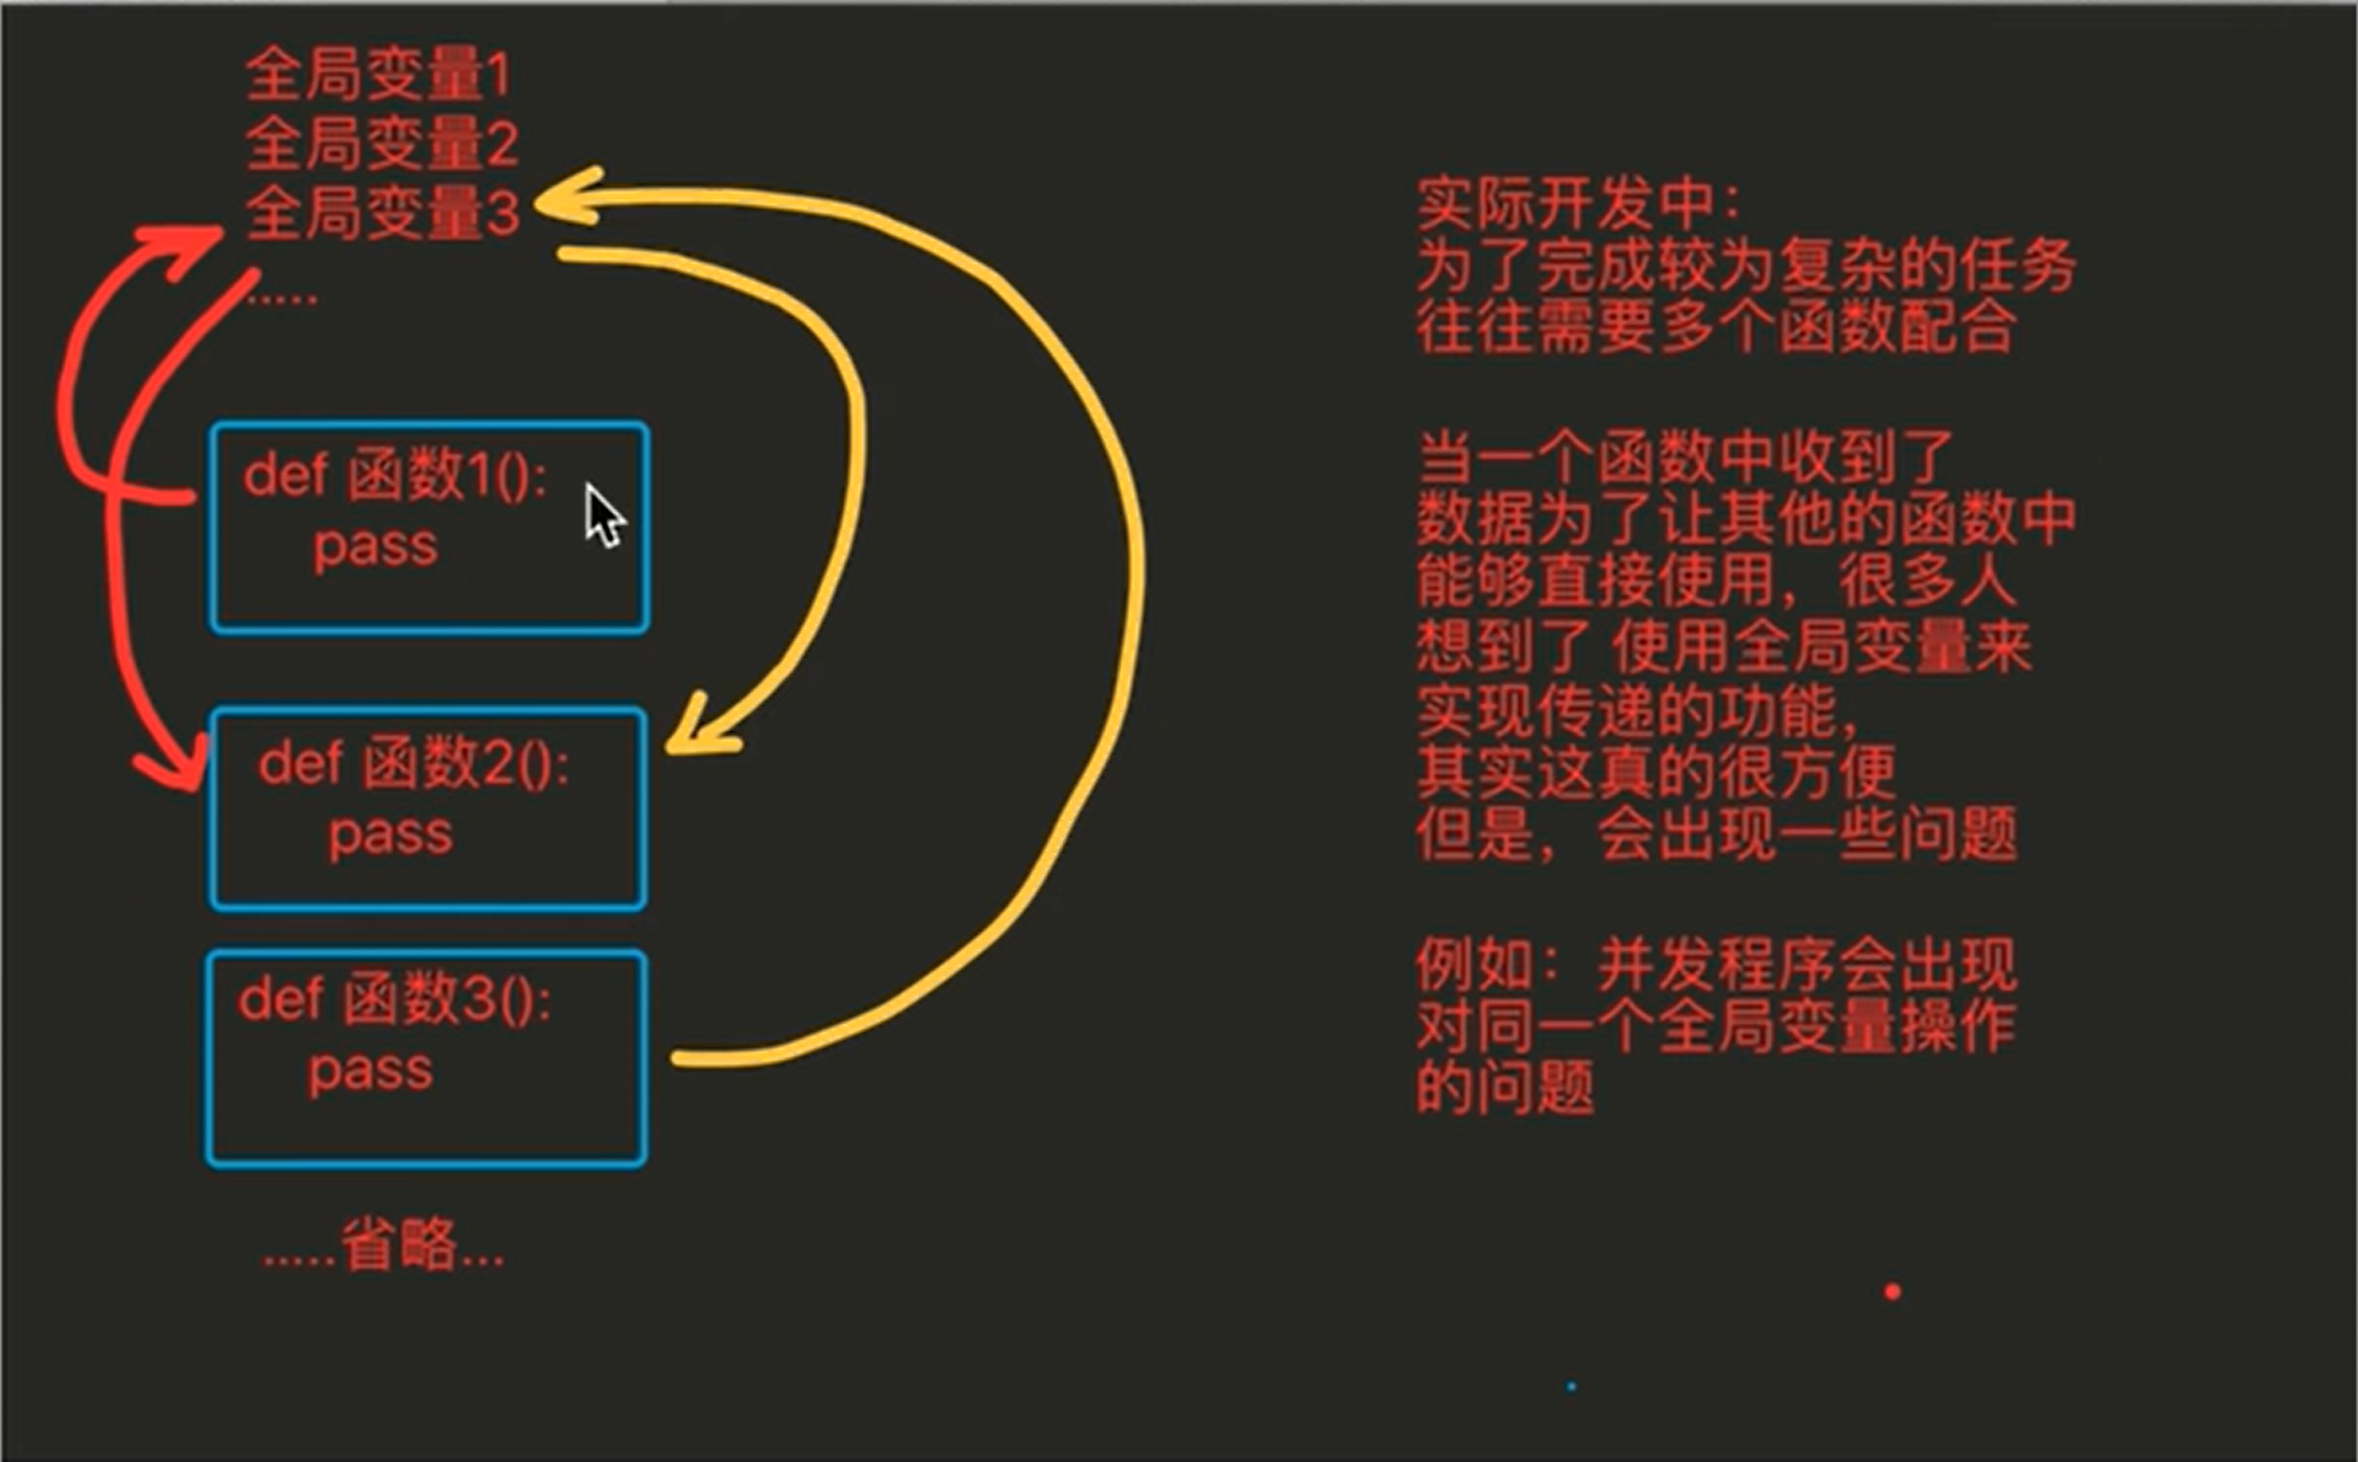 全局变量1
全局变量2
全局变量3
.....
def 函数1():
pass
def 函数2():
pass
def 函数3():
pass
.....省略...
实际开发中：
为了完成较为复杂的任务
往往需要多个函数配合
当一个函数中收到了
数据为了让其他的函数中
能够直接使用，很多人
想到了 使用全局变量来
实现传递的功能，
其实这真的很方便
但是，会出现一些问题
例如：并发程序会出现
对同一个全局变量操作
的问题